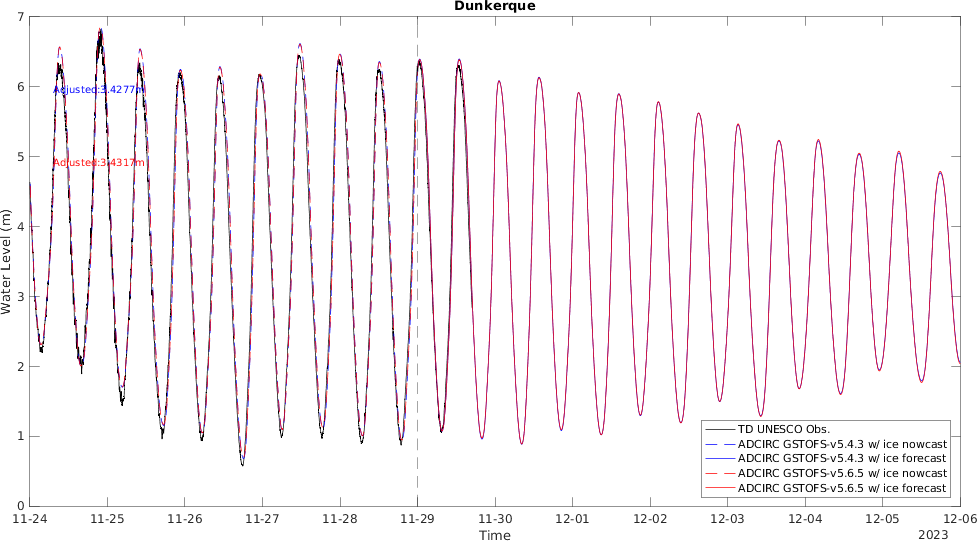 Dunkerque
7
6
5
4
3
2
1
0
Water Level (m)
Adjusted:3.4277m
Adjusted:3.4317m
TD UNESCO Obs.
ADCIRC GSTOFS-v5.4.3 w/ ice nowcast
ADCIRC GSTOFS-v5.4.3 w/ ice forecast
ADCIRC GSTOFS-v5.6.5 w/ ice nowcast
ADCIRC GSTOFS-v5.6.5 w/ ice forecast
11-24 11-25 11-26 11-27 11-28 11-29 11-30 12-01 12-02 12-03 12-04 12-05 12-06
Time
2023